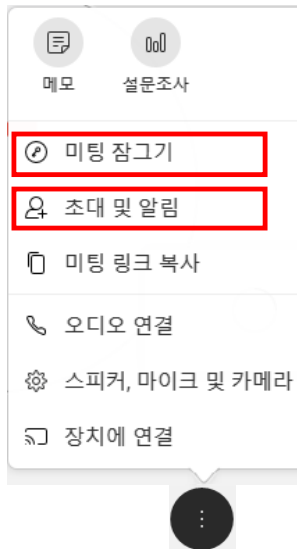 메모 설문조사
미팅 잠그기
초대 및 알림
미팅 링크 복사
오디오 연결
스피커, 마이크 및 카메라
장치에 연결